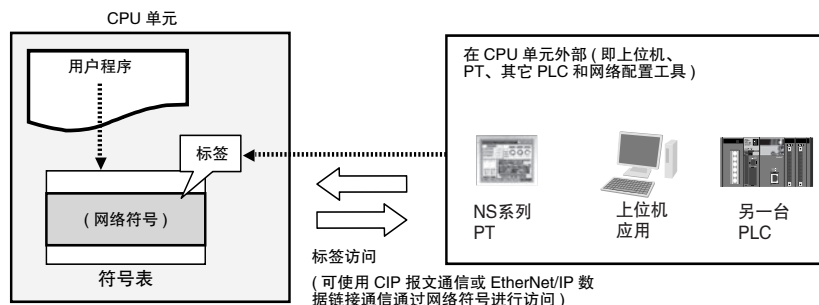 CPU 单元
用户程序
标签
( 网络符号 )
符号表
标签访问
( 可使用 CIP 报文通信或 EtherNet/IP 数
据链接通信通过网络符号进行访问 )
在 CPU 单元外部 ( 即上位机、
PT、其它 PLC 和网络配置工具 )
NS系列
PT
上位机
应用
另一台
PLC